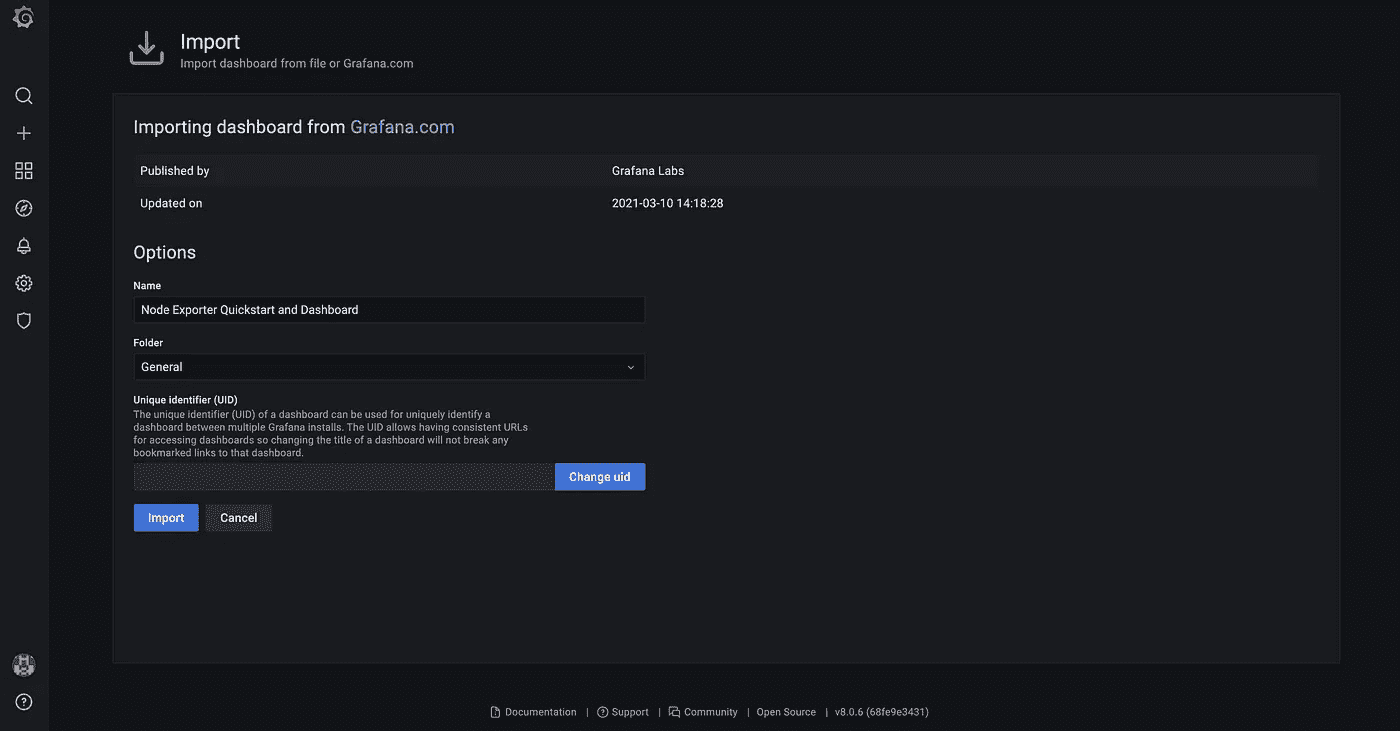 Import
Import dashboard from file or Grafana.com
Importing dashboard from Grafana.com
Published by Grafana Labs
Updated on 2021-03-10 14:18:28
Options
Name
Node Exporter Quickstart and Dashboard
Folder
General
Unique identifier (UID)
The unique identifier (UID) of a dashboard can be used for uniquely identify a
dashboard between multiple Grafana installs. The UID allows having consistent URLs
for accessing dashboards so changing the title of a dashboard will not break any
bookmarked links to that dashboard.
Change uid
Import Cancel
Documentation | Support | Community | Open Source | v8.0.6 (68fe9e3431)